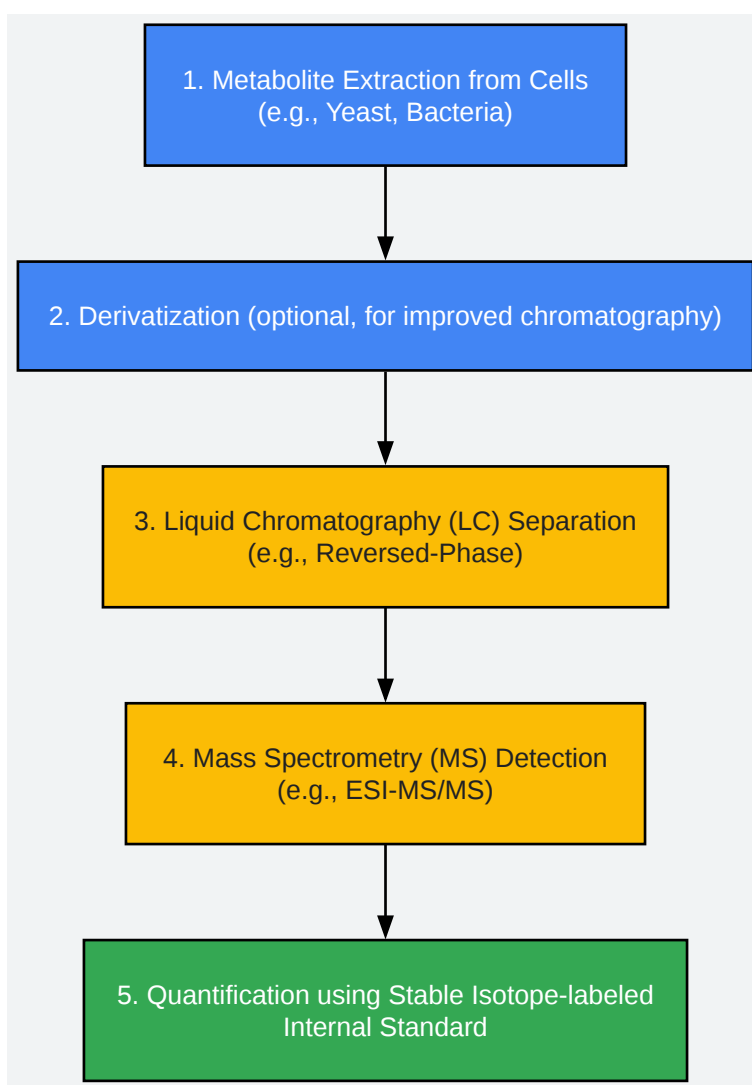 1. Metabolite Extraction from Cells
(e.g., Yeast, Bacteria)
2. Derivatization (optional, for improved chromatography)
3. Liquid Chromatography (LC) Separation
(e.g., Reversed-Phase)
4. Mass Spectrometry (MS) Detection
(e.g., ESI-MS/MS)
5. Quantification using Stable Isotope-labeled
Internal Standard